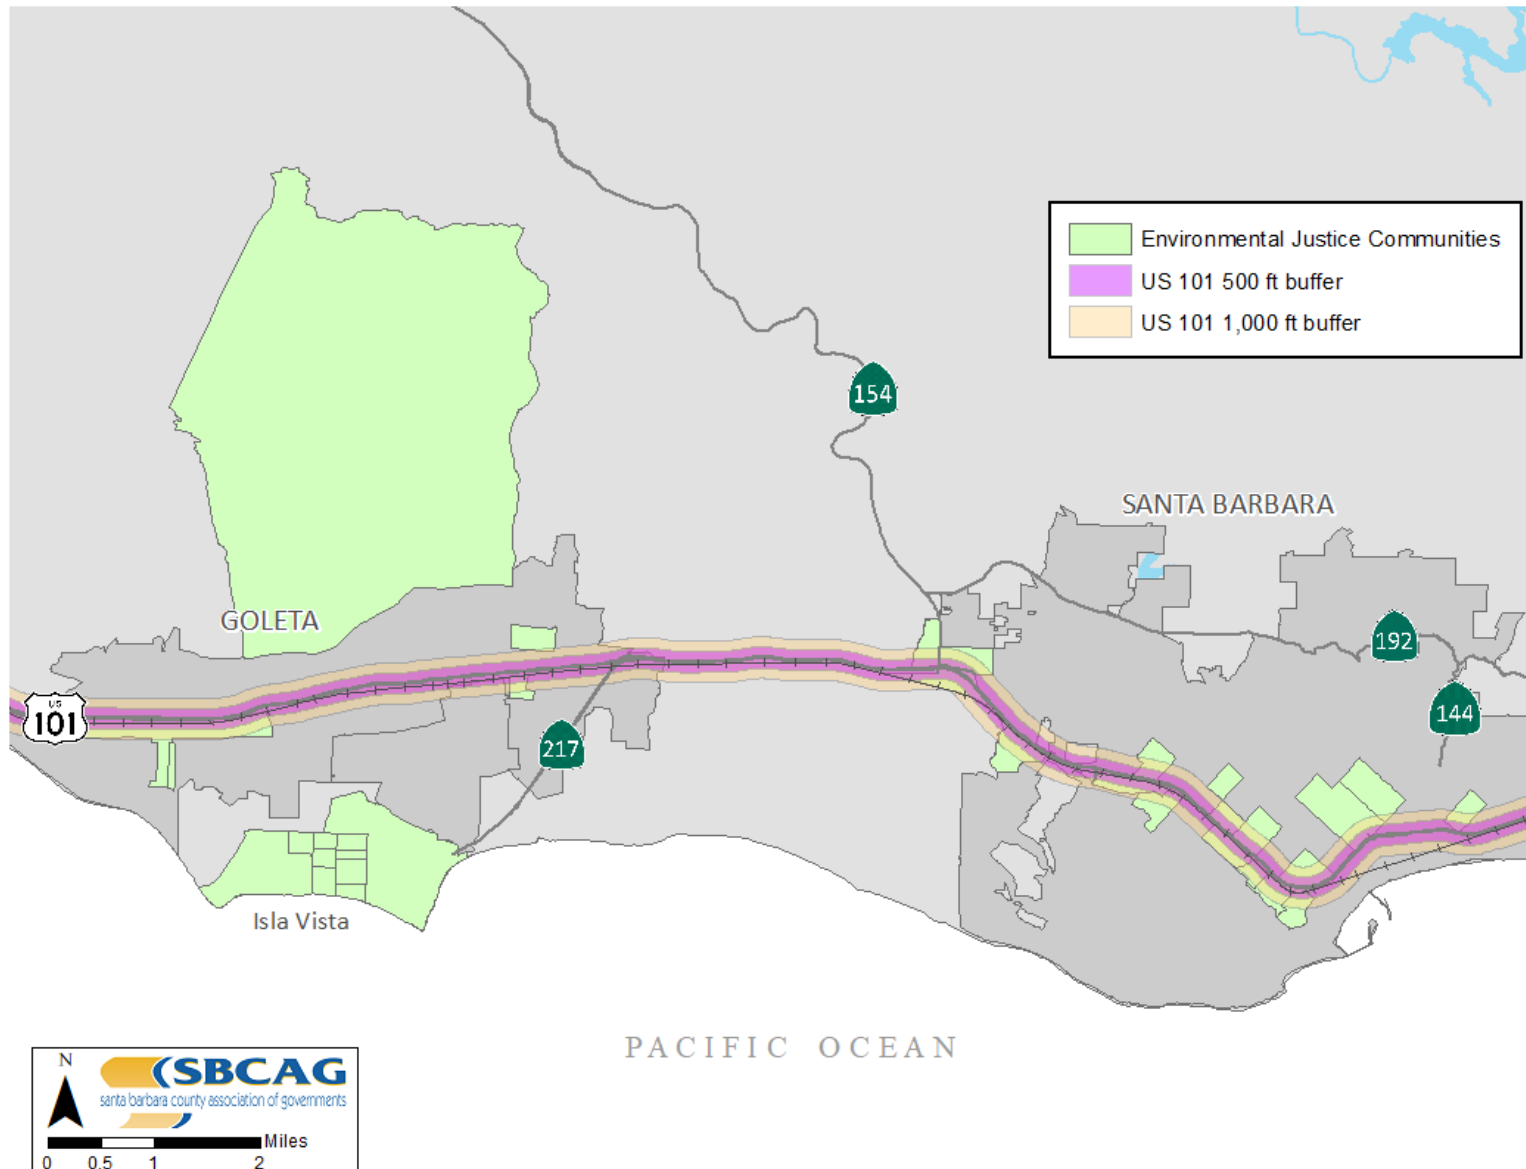 Environmental Justice Communities
US 101 500 ft buffer
US 101 1,000 ft buffer
154
SANTA BARBARA
GOLETA
192
US
101
144
217
Isla Vista
PACIFIC OCEAN
N
SBCAG
santa barbara county association of governments
Miles
0 0.5 1 2